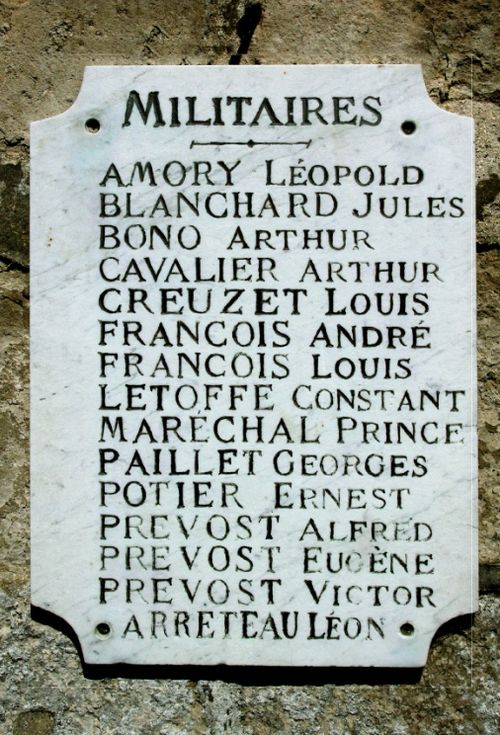 MILITAIRES
AMORY LÉOPOLD
BLANCHARD JULES
BONO ARTHUR
CAVALIER ARTHUR
CREUZET LOUIS
FRANCOIS ANDRÉ
FRANCOIS LOUIS
LETOFFE CONSTANT
MARÉCHAL PRINCE
PAILLET GEORGES
POTIER ERNEST
PREVOST ALFRED
PREVOST EUGÈNE
PREVOST VICTOR
ARRETEAU LÉON